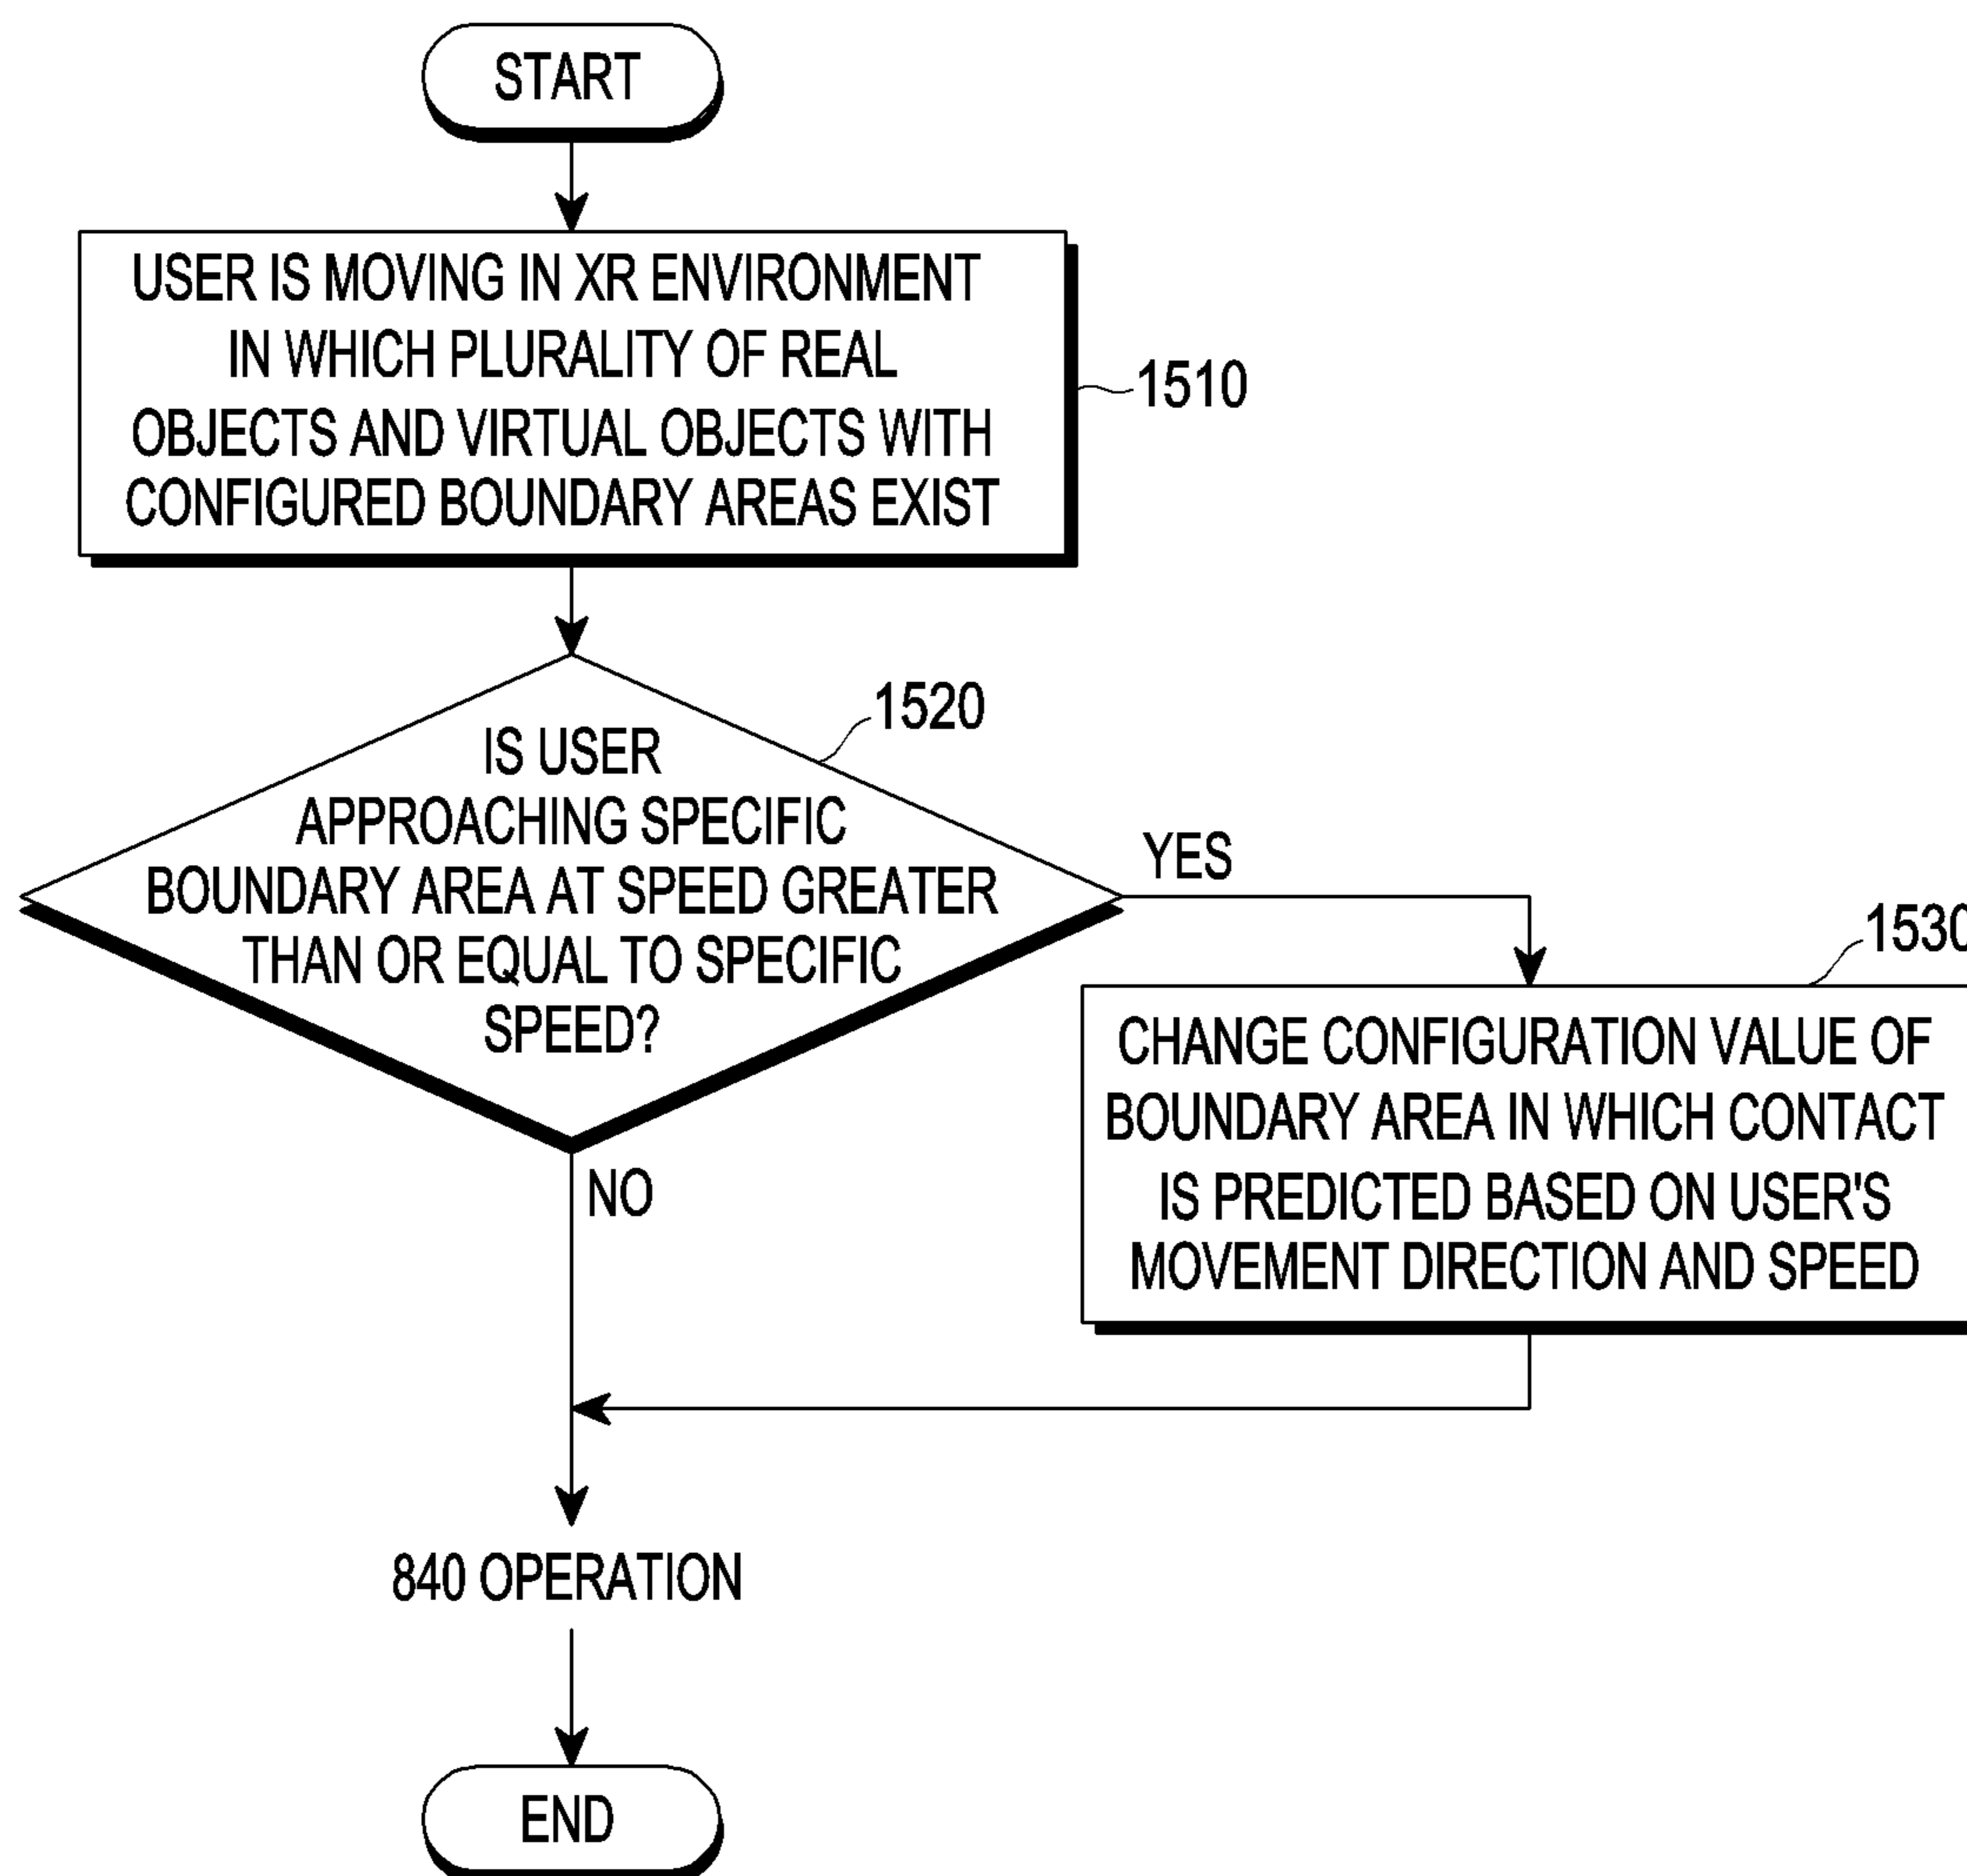 START
USER IS MOVING IN XR ENVIRONMENT
IN WHICH PLURALITY OF REAL
OBJECTS AND VIRTUAL OBJECTS WITH
CONFIGURED BOUNDARY AREAS EXIST
1510
1520
IS USER
APPROACHING SPECIFIC
BOUNDARY AREA AT SPEED GREATER
THAN OR EQUAL TO SPECIFIC
SPEED?
YES
1530
CHANGE CONFIGURATION VALUE OF
BOUNDARY AREA IN WHICH CONTACT
IS PREDICTED BASED ON USER'S
MOVEMENT DIRECTION AND SPEED
NO
840 OPERATION
END